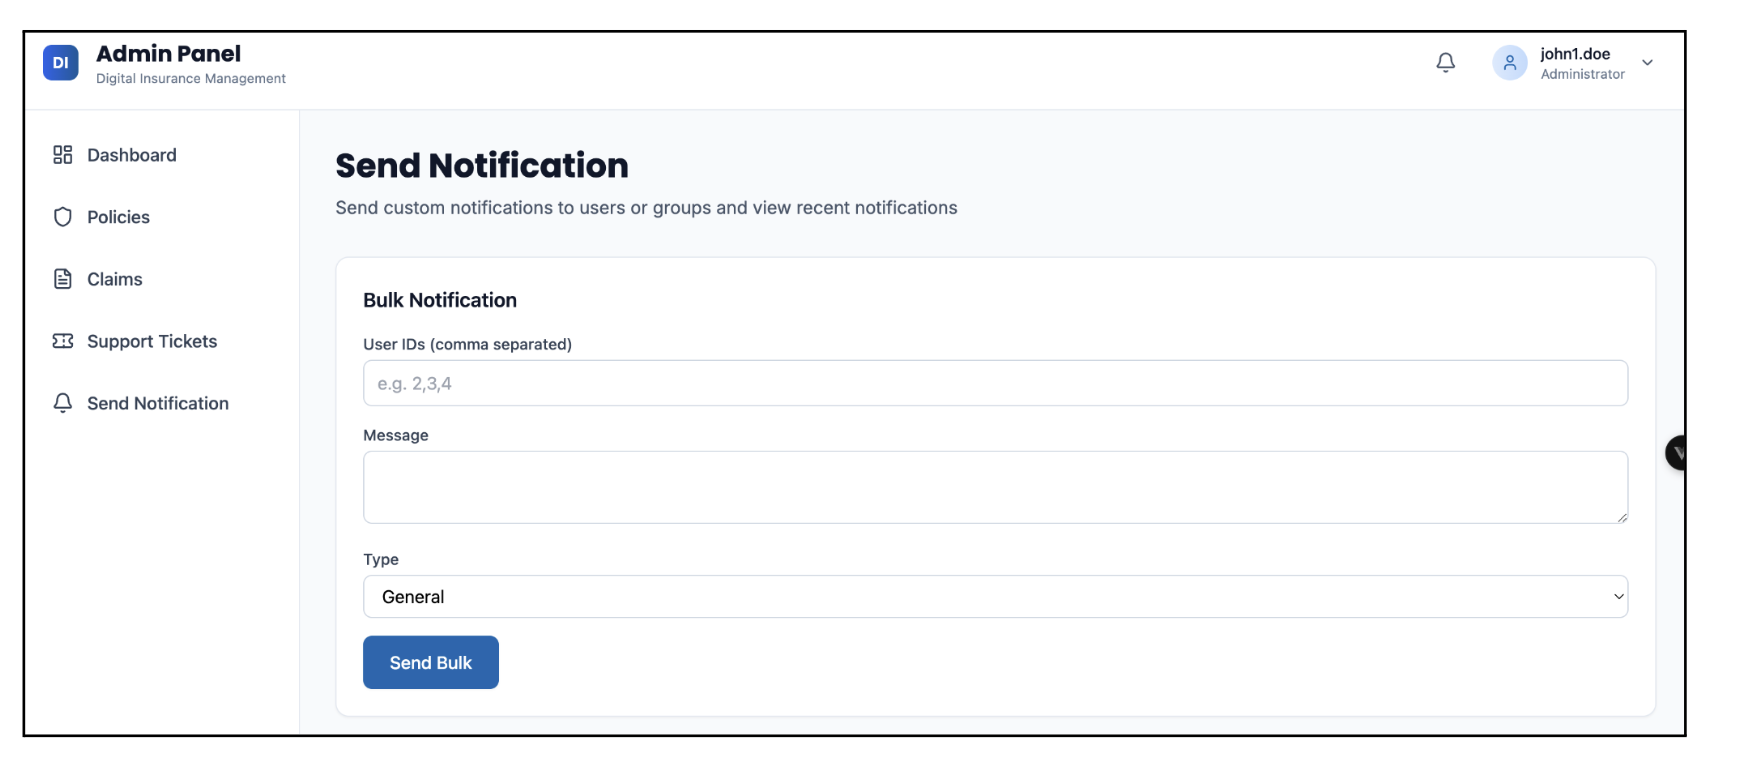 DI
Admin Panel
Digital Insurance Management
john1.doe
Administrator
Dashboard
Policies
Claims
Support Tickets
Send Notification
Send Notification
Send custom notifications to users or groups and view recent notifications
Bulk Notification
User IDs (comma separated)
e.g. 2,3,4
Message
Type
General
Send Bulk